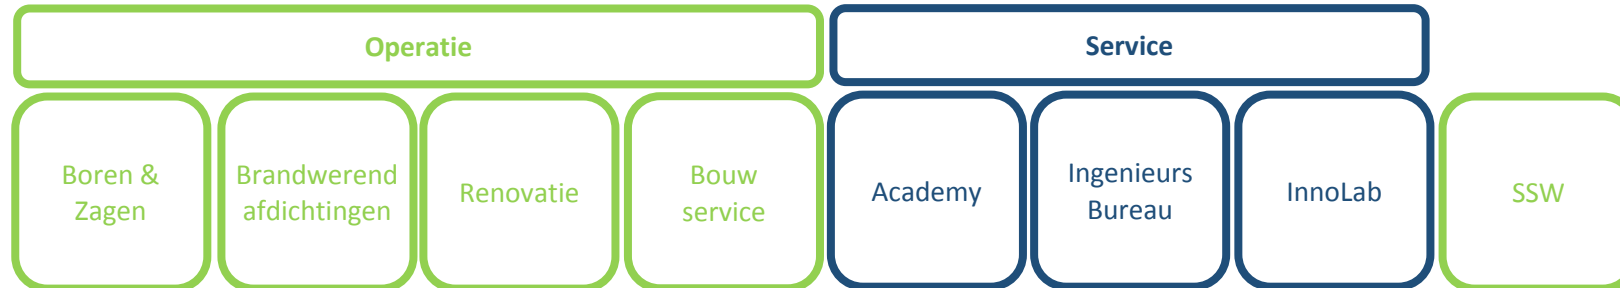 Operatie
Service
Boren &
Zagen
Brandwerend
afdichtingen
Renovatie
Bouw
service
Academy
Ingenieurs
Bureau
InnoLab
SSW